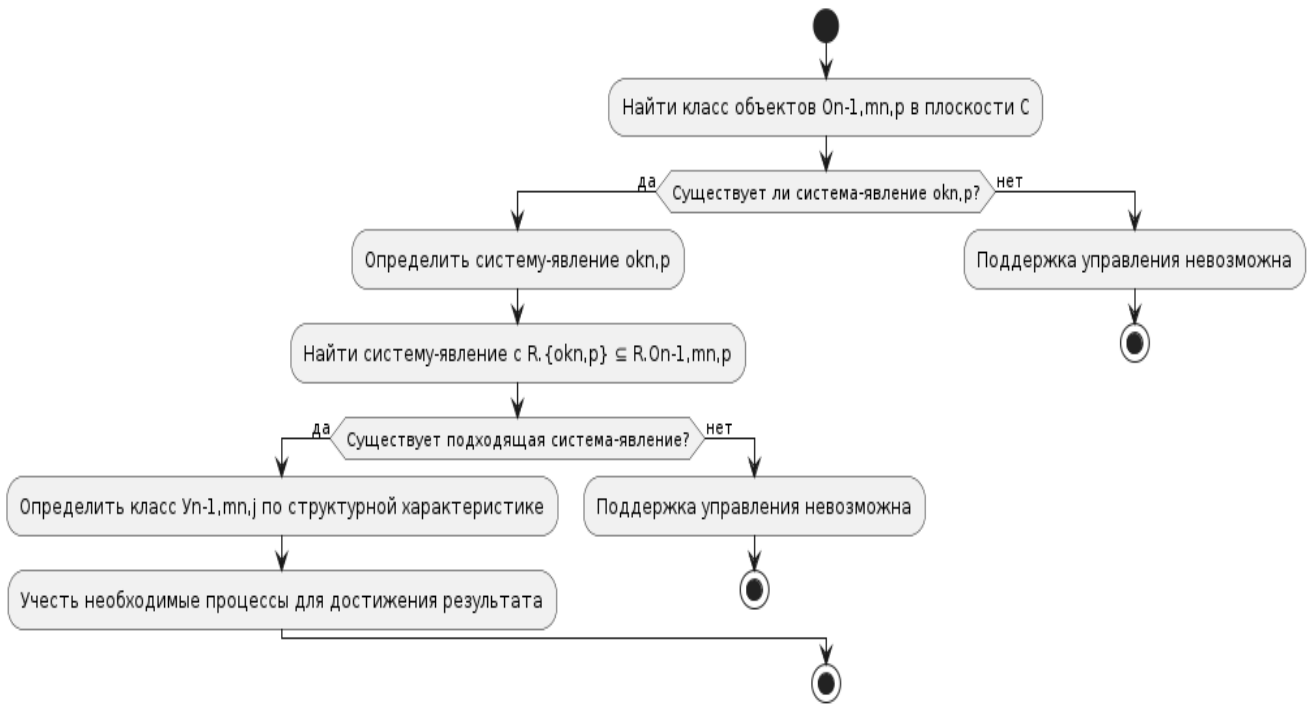 Найти класс объектов On-1,mn,p в плоскости C
да
Существует ли система-явление okn,p?
нет
Определить систему-явление okn,p
Поддержка управления невозможна
Найти систему-явление с R.{okn,p} ⊆ R.On-1,mn,p
да
Существует подходящая система-явление?
нет
Определить класс Уn-1,mn,j по структурной характеристике
Поддержка управления невозможна
Учесть необходимые процессы для достижения результата